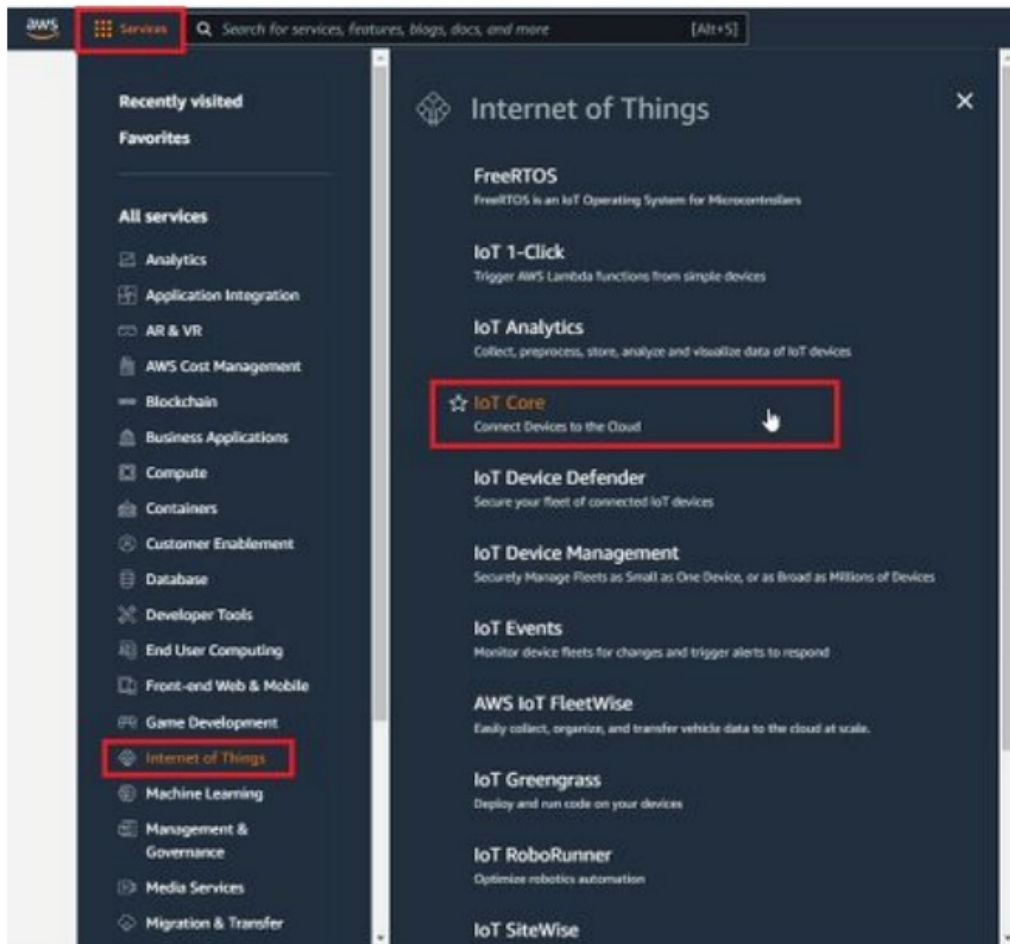 aws
Services
Search for services, features, blogs, docs, and more
[Alt+S]
Recently visited
Favorites
All services
Analytics
Application Integration
AR & VR
AWS Cost Management
Blockchain
Business Applications
Compute
Containers
Customer Enablement
Database
Developer Tools
End User Computing
Front-end Web & Mobile
Game Development
Internet of Things
Machine Learning
Management &
Governance
Media Services
Migration & Transfer
Internet of Things
FreeRTOS
FreeRTOS is an IoT Operating System for Microcontrollers
IoT 1-Click
Trigger AWS Lambda functions from simple devices
IoT Analytics
Collect, preprocess, store, analyze and visualize data of IoT devices
IoT Core
Connect Devices to the Cloud
IoT Device Defender
Secure your fleet of connected IoT devices
IoT Device Management
Securely Manage Fleets as Small as One Device, or as Broad as Millions of Devices
IoT Events
Monitor device fleets for changes and trigger alerts to respond
AWS IoT FleetWise
Easily collect, organize, and transfer vehicle data to the cloud at scale.
IoT Greengrass
Deploy and run code on your devices
IoT RoboRunner
Optimize robotics automation
IoT SiteWise